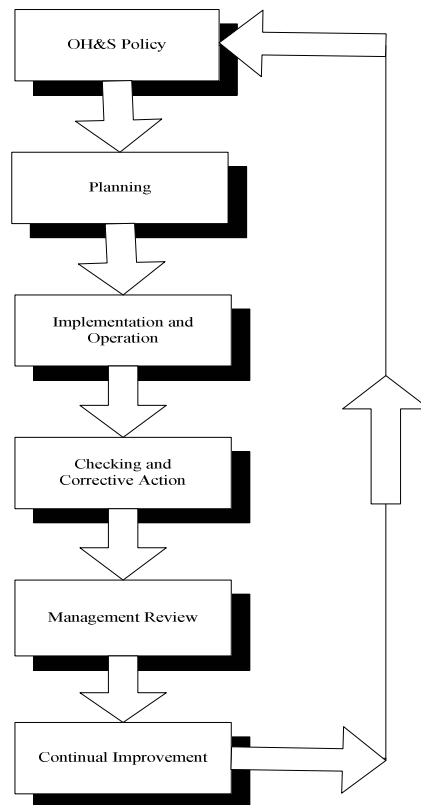 OH&S Policy
Planning
Implementation and
Operation
Checking and
Corrective Action
Management Review
Continual Improvement